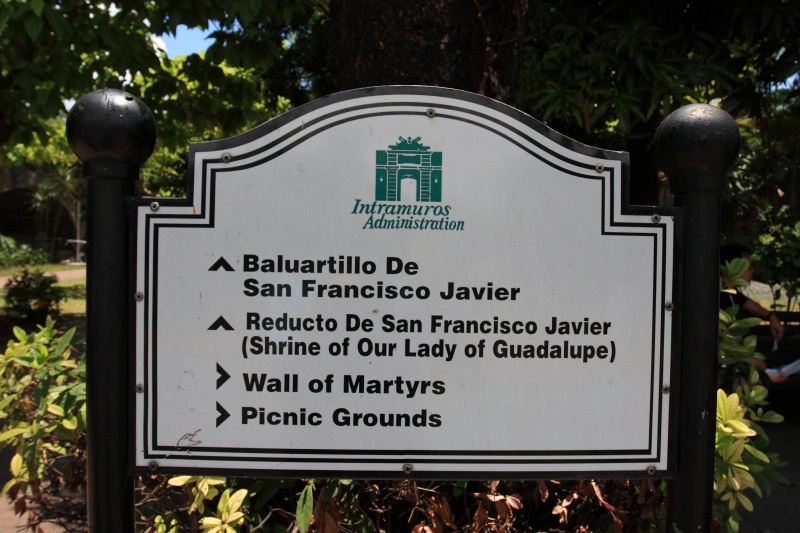 Intramuros
Administration
Baluartillo De
San Francisco Javier
Reducto De San Francisco Javier
(Shrine of Our Lady of Guadalupe)
Wall of Martyrs
Picnic Grounds